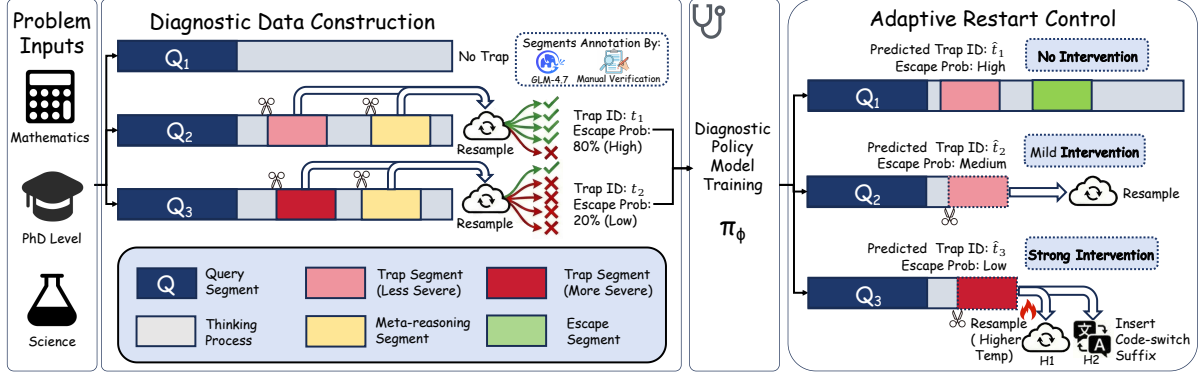 Problem
Inputs
Mathematics
PhD Level
Science
Diagnostic Data Construction
Q1
No Trap
Segments Annotation By:
GLM-4.7
Manual Verification
Q2
Resample
Trap ID: t1
Escape Prob:
80% (High)
Q3
Resample
Trap ID: t2
Escape Prob:
20% (Low)
Q
Query
Segment
Trap Segment
(Less Severe)
Trap Segment
(More Severe)
Thinking
Process
Meta-reasoning
Segment
Escape
Segment
Diagnostic
Policy
Model
Training
πϕ
Adaptive Restart Control
Predicted Trap ID: t̂1
Escape Prob: High
No Intervention
Q1
Predicted Trap ID: t̂2
Escape Prob: Medium
Mild Intervention
Q2
Resample
Predicted Trap ID: t̂3
Escape Prob: Low
Strong Intervention
Q3
Resample
( Higher
Temp)
H1
文
A
H2
Insert
Code-switch
Suffix